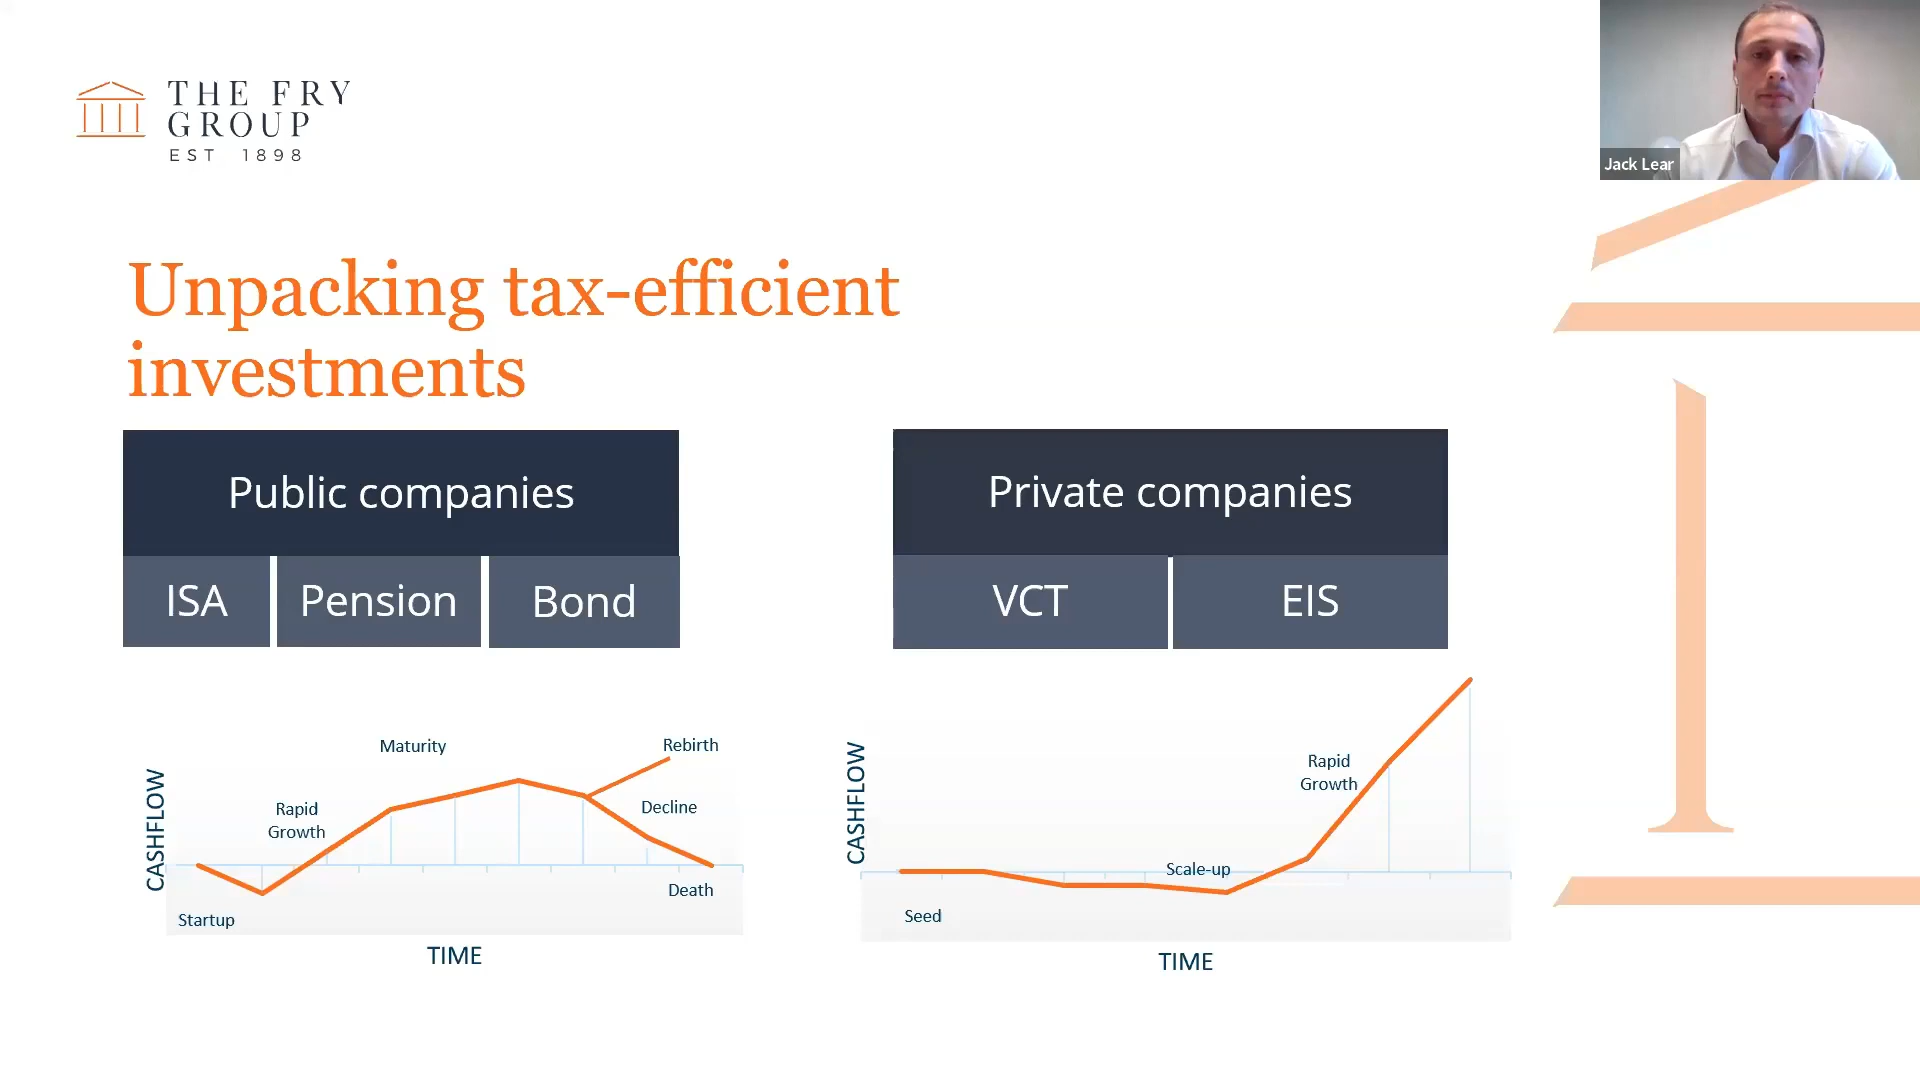 THE FRY
GROUP
EST 1898
Jack Lear
Unpacking tax-efficient
investments
Public companies
ISA
Pension
Bond
Private companies
VCT
EIS
CASHFLOW
Startup
Rapid
Growth
Maturity
Rebirth
Decline
Death
TIME
CASHFLOW
Seed
Scale-up
Rapid
Growth
TIME